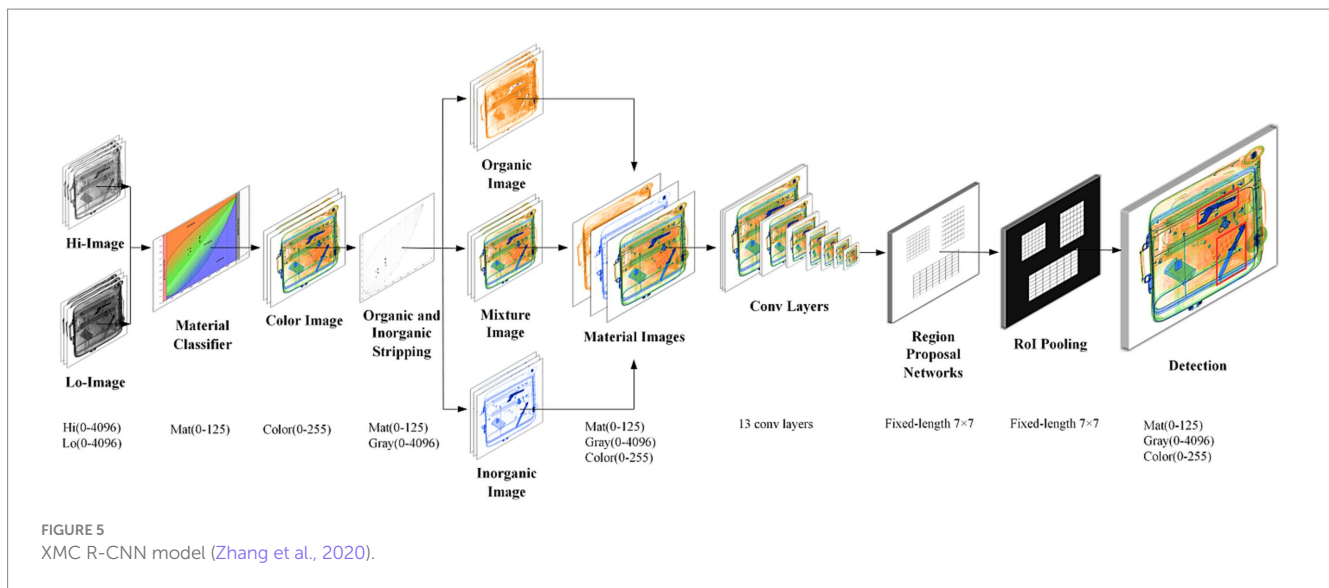 Hi-Image
Lo-Image
Hi(0-4096)
Lo(0-4096)
Material
Classifier
Mat(0-125)
Color Image
Color(0-255)
Organic and
Inorganic
Stripping
Mat(0-125)
Gray(0-4096)
Organic
Image
Mixture
Image
Inorganic
Image
Material Images
Mat(0-125)
Gray(0-4096)
Color(0-255)
Conv Layers
13 conv layers
Region
Proposal
Networks
Fixed-length 7×7
RoI Pooling
Fixed-length 7×7
Detection
Mat(0-125)
Gray(0-4096)
Color(0-255)
FIGURE 5
XMC R-CNN model (Zhang et al., 2020).